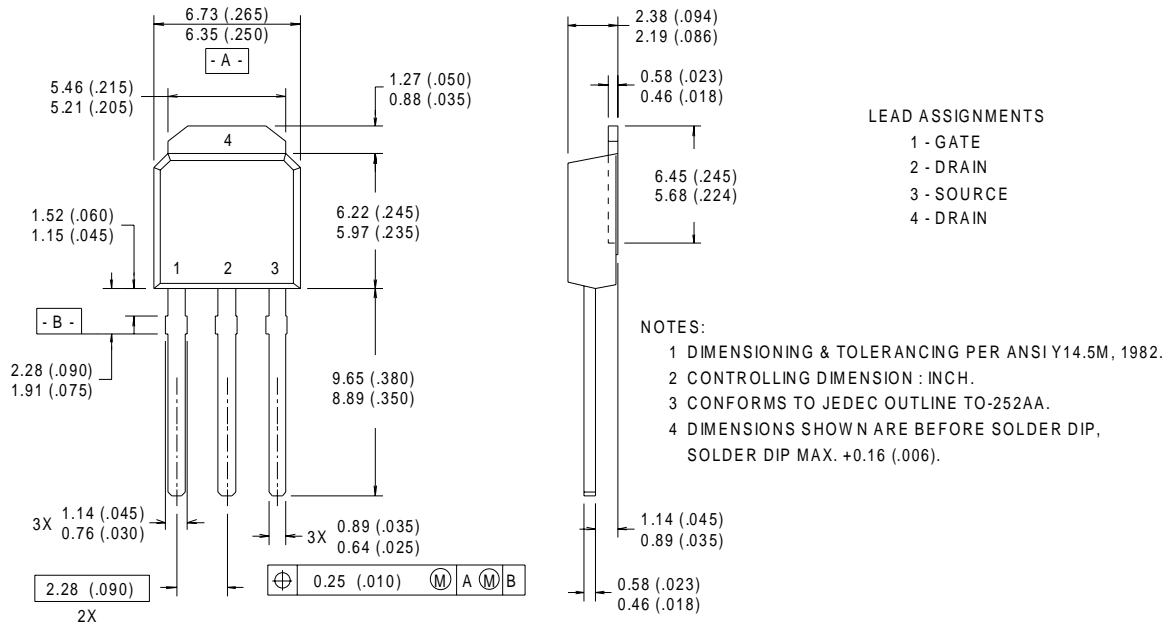 6.73 (.265)
6.35 (.250)
- A -
5.46 (.215)
5.21 (.205)
1.27 (.050)
0.88 (.035)
4
1.52 (.060)
1.15 (.045)
6.22 (.245)
5.97 (.235)
1 2 3
- B -
2.28 (.090)
1.91 (.075)
9.65 (.380)
8.89 (.350)
3X 1.14 (.045)
0.76 (.030)
3X 0.89 (.035)
0.64 (.025)
2.28 (.090)
2X
⌖ 0.25 (.010) Ⓜ A Ⓜ B
2.38 (.094)
2.19 (.086)
0.58 (.023)
0.46 (.018)
6.45 (.245)
5.68 (.224)
1.14 (.045)
0.89 (.035)
0.58 (.023)
0.46 (.018)
LEAD ASSIGNMENTS
1 - GATE
2 - DRAIN
3 - SOURCE
4 - DRAIN
NOTES:
1 DIMENSIONING & TOLERANCING PER ANSI Y14.5M, 1982.
2 CONTROLLING DIMENSION : INCH.
3 CONFORMS TO JEDEC OUTLINE TO-252AA.
4 DIMENSIONS SHOWN ARE BEFORE SOLDER DIP,
SOLDER DIP MAX. +0.16 (.006).